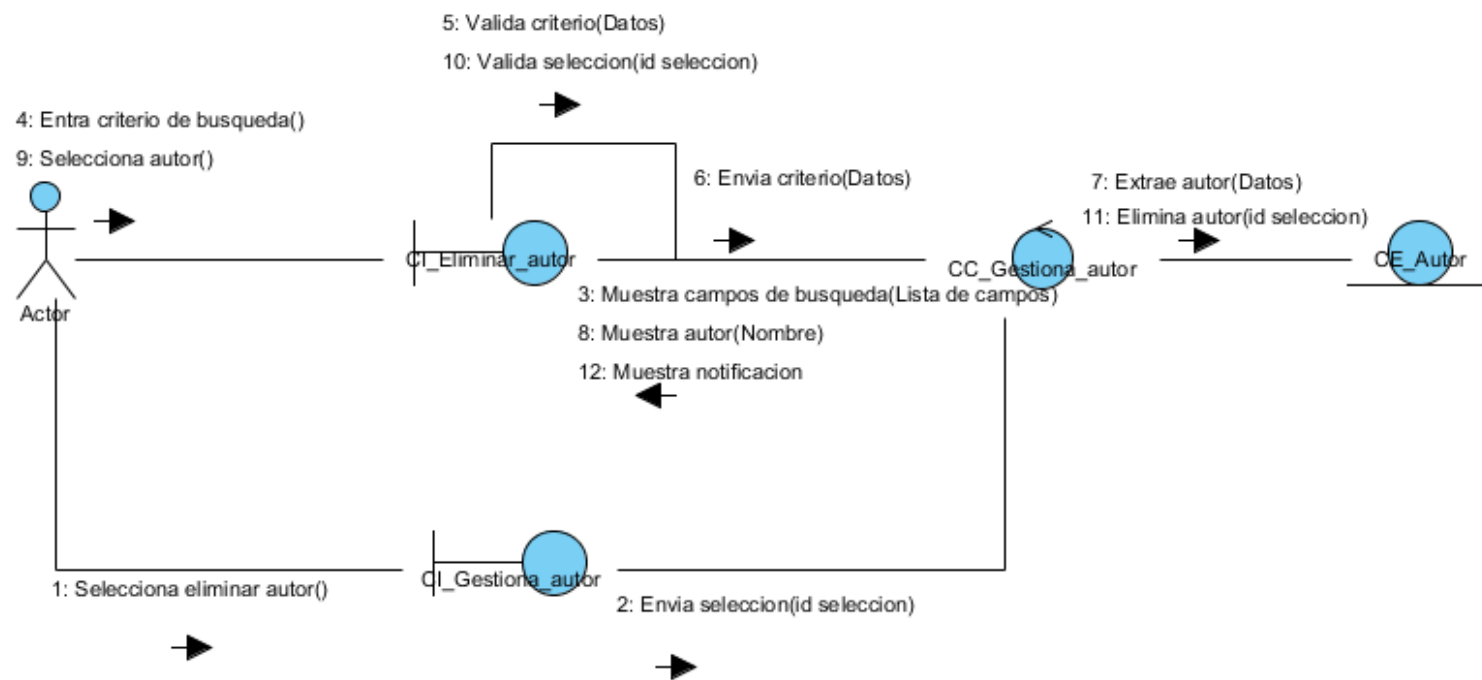 5: Valida criterio(Datos)
10: Valida seleccion(id seleccion)
4: Entra criterio de busqueda()
9: Selecciona autor()
6: Envia criterio(Datos)
7: Extrae autor(Datos)
11: Elimina autor(id seleccion)
CI_Eliminar_autor
CC_Gestiona_autor
CE_Autor
Actor
3: Muestra campos de busqueda(Lista de campos)
8: Muestra autor(Nombre)
12: Muestra notificacion
CI_Gestiona_autor
1: Selecciona eliminar autor()
2: Envia seleccion(id seleccion)